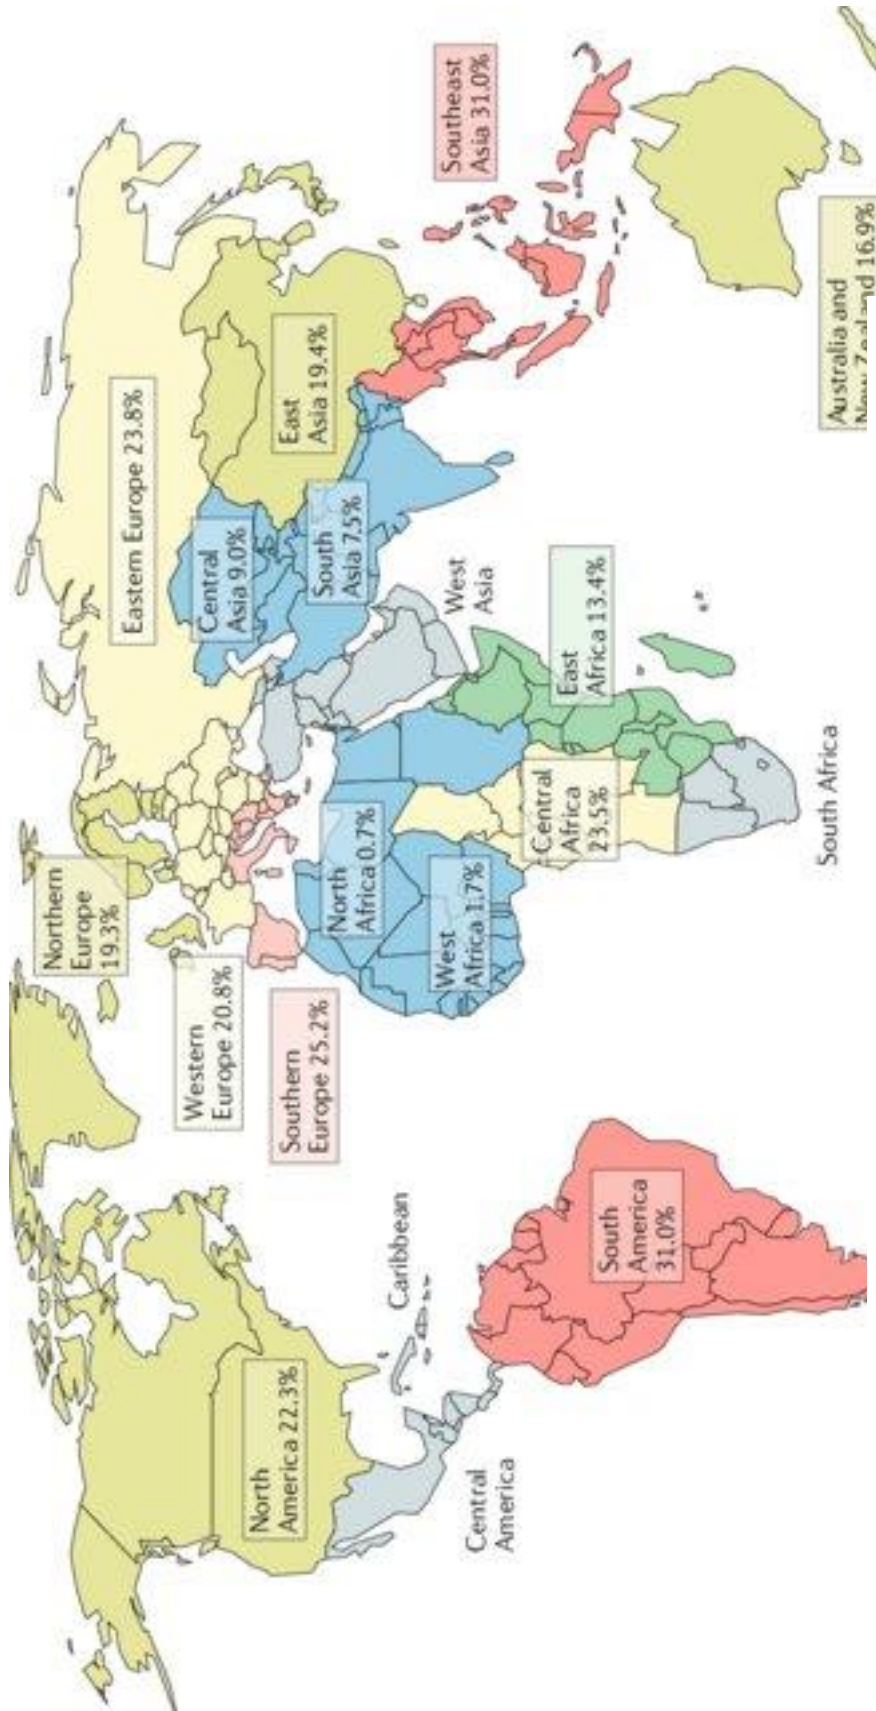 North
America 22.3%
Central
America
Caribbean
South
America
31.0%
Northern
Europe
19.3%
Western
Europe 20.8%
Southern
Europe 25.2%
Eastern Europe 23.8%
North
Africa 0.7%
West
Africa 1.7%
Central
Africa
23.5%
East
Africa 13.4%
South Africa
West
Asia
Central
Asia 9.0%
South
Asia 7.5%
East
Asia 19.4%
Southeast
Asia 31.0%
Australia and
New Zealand 16.9%